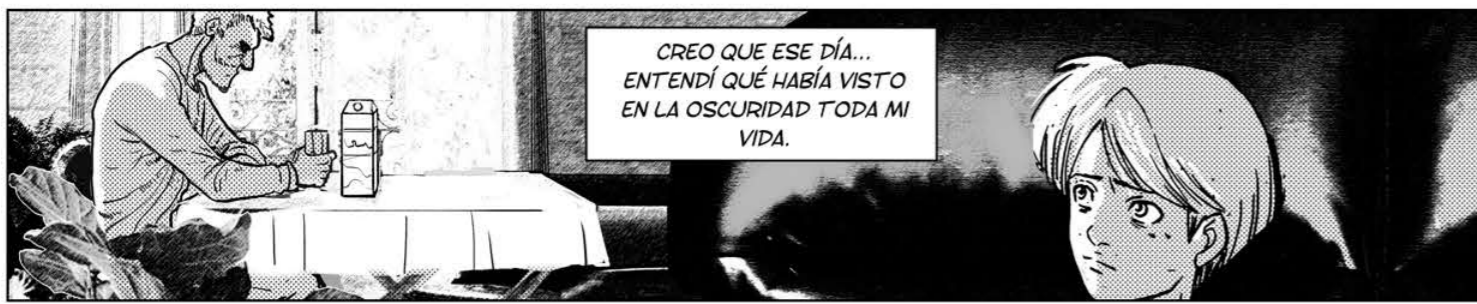 CREO QUE ESE DÍA...
ENTENDÍ QUÉ HABÍA VISTO
EN LA OSCURIDAD TODA MI
VIDA.